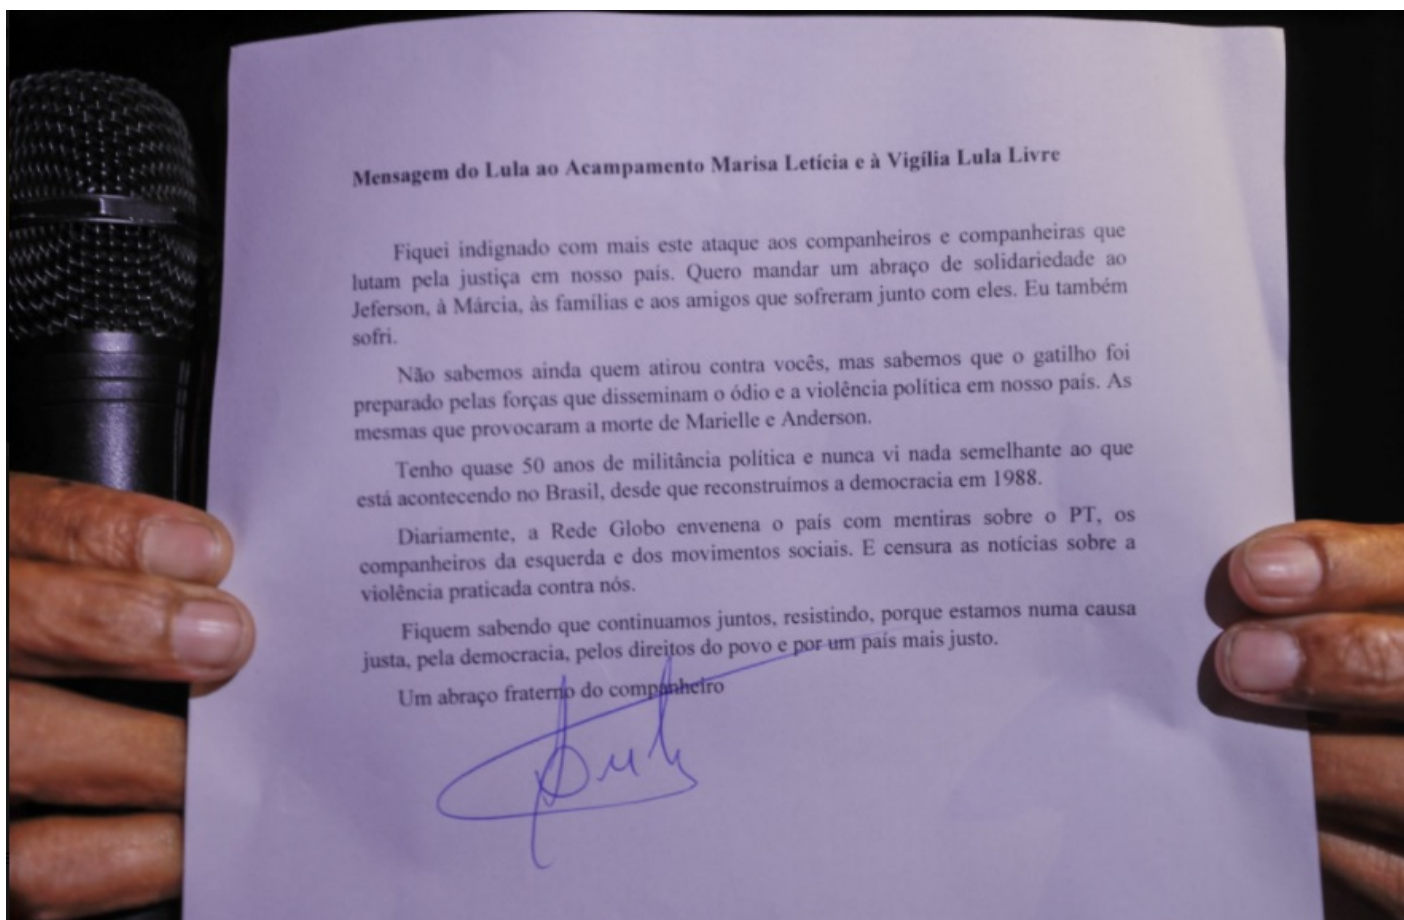 Mensagem do Lula ao Acampamento Marisa Letícia e à Vigília Lula Livre
Fiquei indignado com mais este ataque aos companheiros e companheiras que
lutam pela justiça em nosso país. Quero mandar um abraço de solidariedade ao
Jeferson, à Márcia, às famílias e aos amigos que sofreram junto com eles. Eu também
sofri.
Não sabemos ainda quem atirou contra vocês, mas sabemos que o gatilho foi
preparado pelas forças que disseminam o ódio e a violência política em nosso país. As
mesmas que provocaram a morte de Marielle e Anderson.
Tenho quase 50 anos de militância política e nunca vi nada semelhante ao que
está acontecendo no Brasil, desde que reconstruímos a democracia em 1988.
Diariamente, a Rede Globo envenena o país com mentiras sobre o PT, os
companheiros da esquerda e dos movimentos sociais. E censura as notícias sobre a
violência praticada contra nós.
Fiquem sabendo que continuamos juntos, resistindo, porque estamos numa causa
justa, pela democracia, pelos direitos do povo e por um país mais justo.
Um abraço fraterno do companheiro
Lula